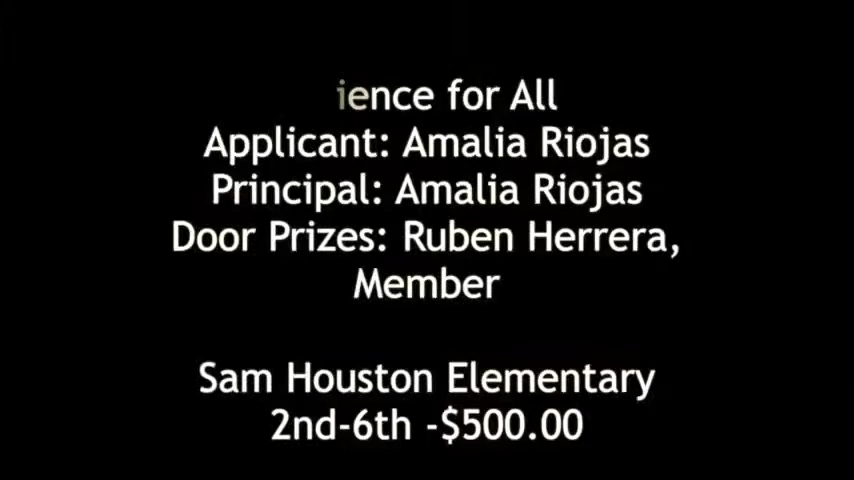 ience for All
Applicant: Amalia Riojas
Principal: Amalia Riojas
Door Prizes: Ruben Herrera,
Member
Sam Houston Elementary
2nd-6th -$500.00